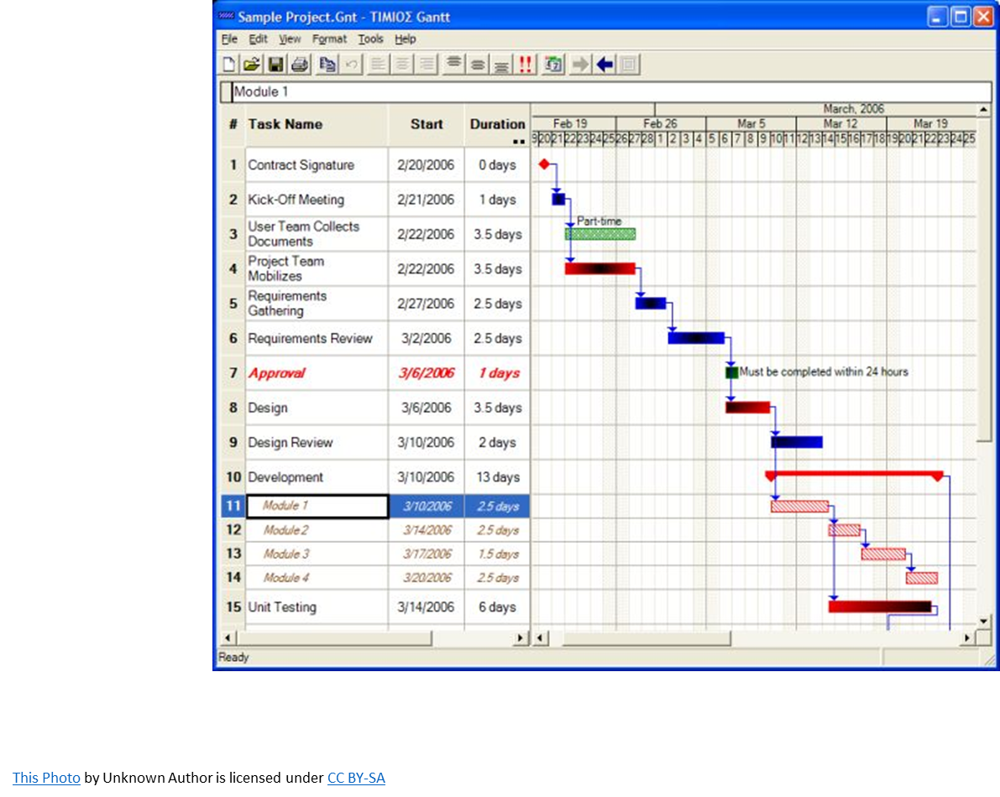 Sample Project.Gnt - TIMIOΣ Gantt
File Edit View Format Tools Help
Module 1
# Task Name Start Duration
March, 2006
Feb 19 Feb 26 Mar 5 Mar 12 Mar 19
9 20 21 22 23 24 25 26 27 28 1 2 3 4 5 6 7 8 9 10 11 12 13 14 15 16 17 18 19 20 21 22 23 24 25
1 Contract Signature 2/20/2006 0 days
2 Kick-Off Meeting 2/21/2006 1 days
Part-time
3 User Team Collects
Documents 2/22/2006 3.5 days
4 Project Team
Mobilizes 2/22/2006 3.5 days
5 Requirements
Gathering 2/27/2006 2.5 days
6 Requirements Review 3/2/2006 2.5 days
7 Approval 3/6/2006 1 days Must be completed within 24 hours
8 Design 3/6/2006 3.5 days
9 Design Review 3/10/2006 2 days
10 Development 3/10/2006 13 days
11 Module 1 3/10/2006 2.5 days
12 Module 2 3/14/2006 2.5 days
13 Module 3 3/17/2006 1.5 days
14 Module 4 3/20/2006 2.5 days
15 Unit Testing 3/14/2006 6 days
Ready
This Photo by Unknown Author is licensed under CC BY-SA